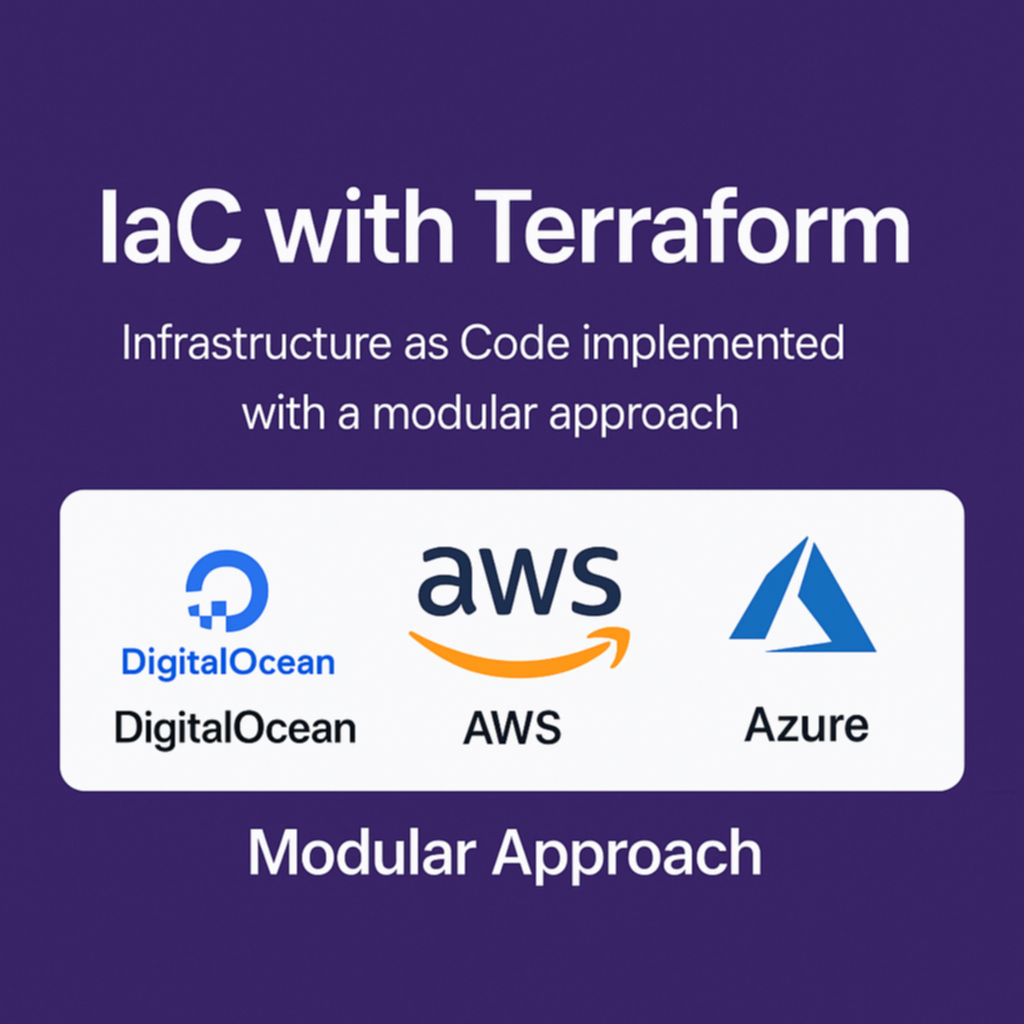 IaC with Terraform
Infrastructure as Code implemented
with a modular approach
aws
DigitalOcean
DigitalOcean
AWS
Azure
Modular Approach